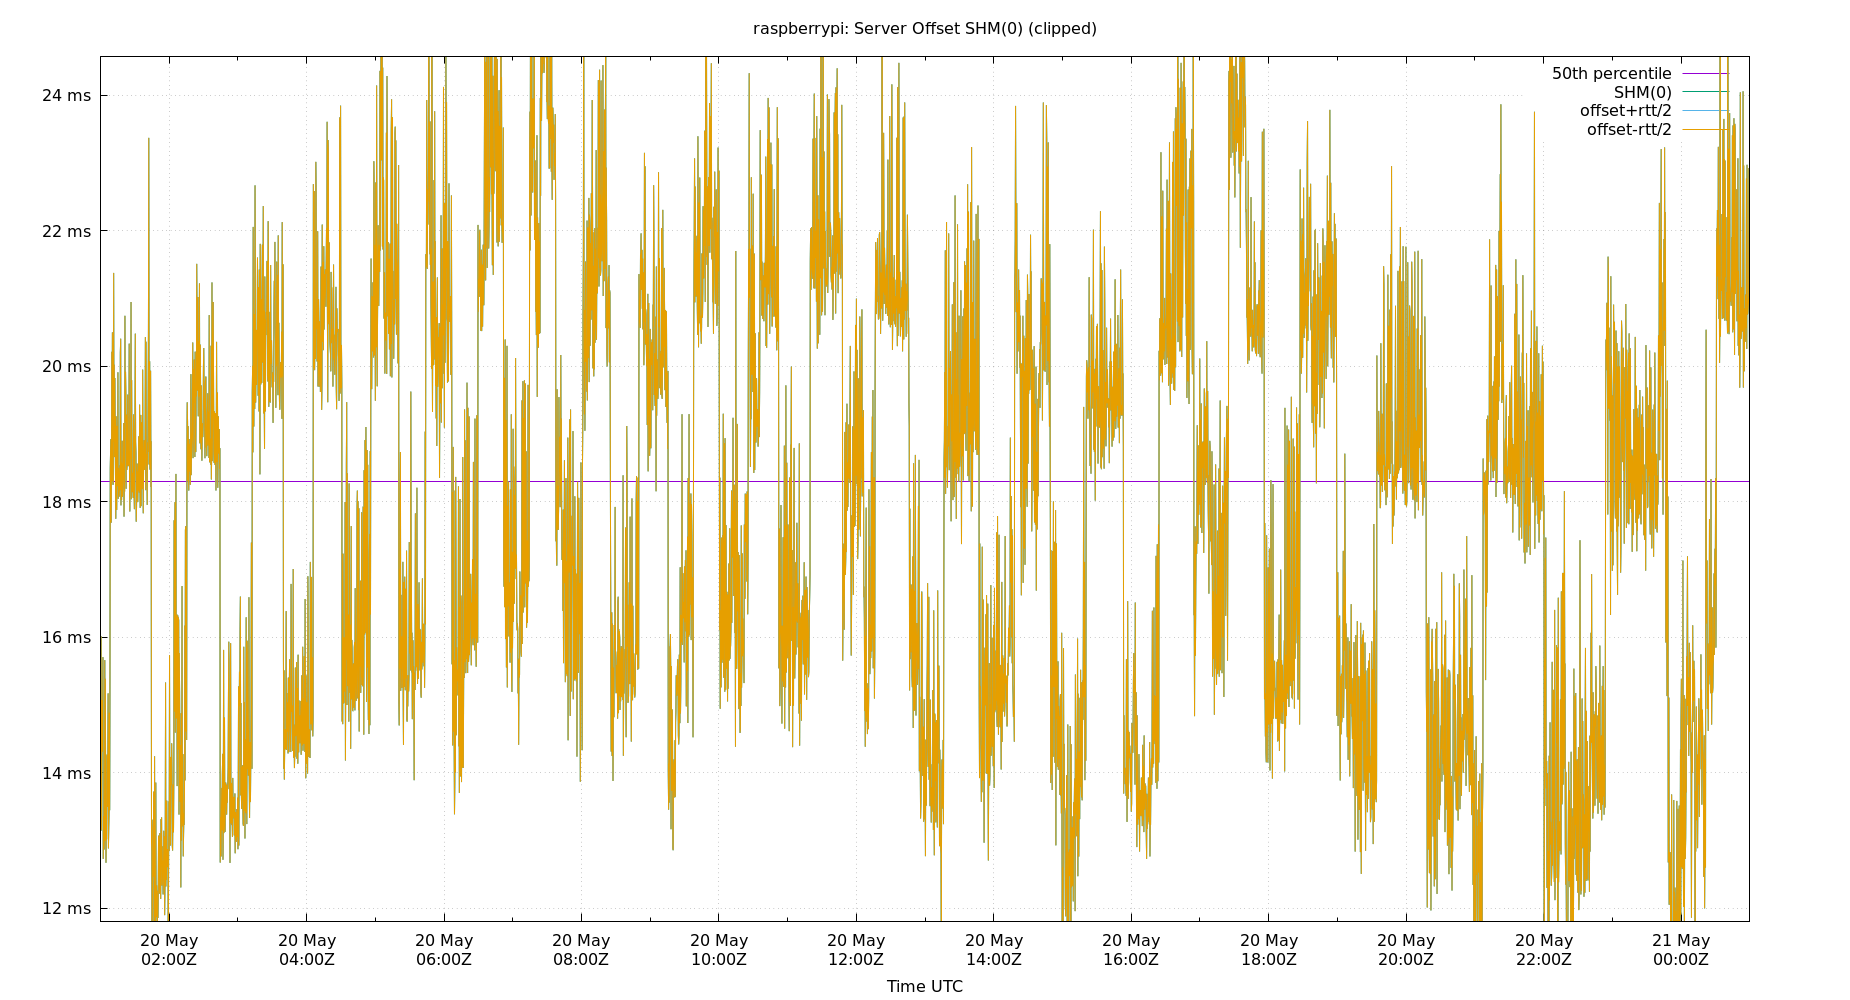 raspberrypi: Server Offset SHM(0) (clipped)
50th percentile
SHM(0)
offset+rtt/2
offset-rtt/2
24 ms
22 ms
20 ms
18 ms
16 ms
14 ms
12 ms
20 May 20 May 20 May 20 May 20 May 20 May 20 May 20 May 20 May 20 May 20 May 21 May
02:00Z 04:00Z 06:00Z 08:00Z 10:00Z 12:00Z 14:00Z 16:00Z 18:00Z 20:00Z 22:00Z 00:00Z
Time UTC